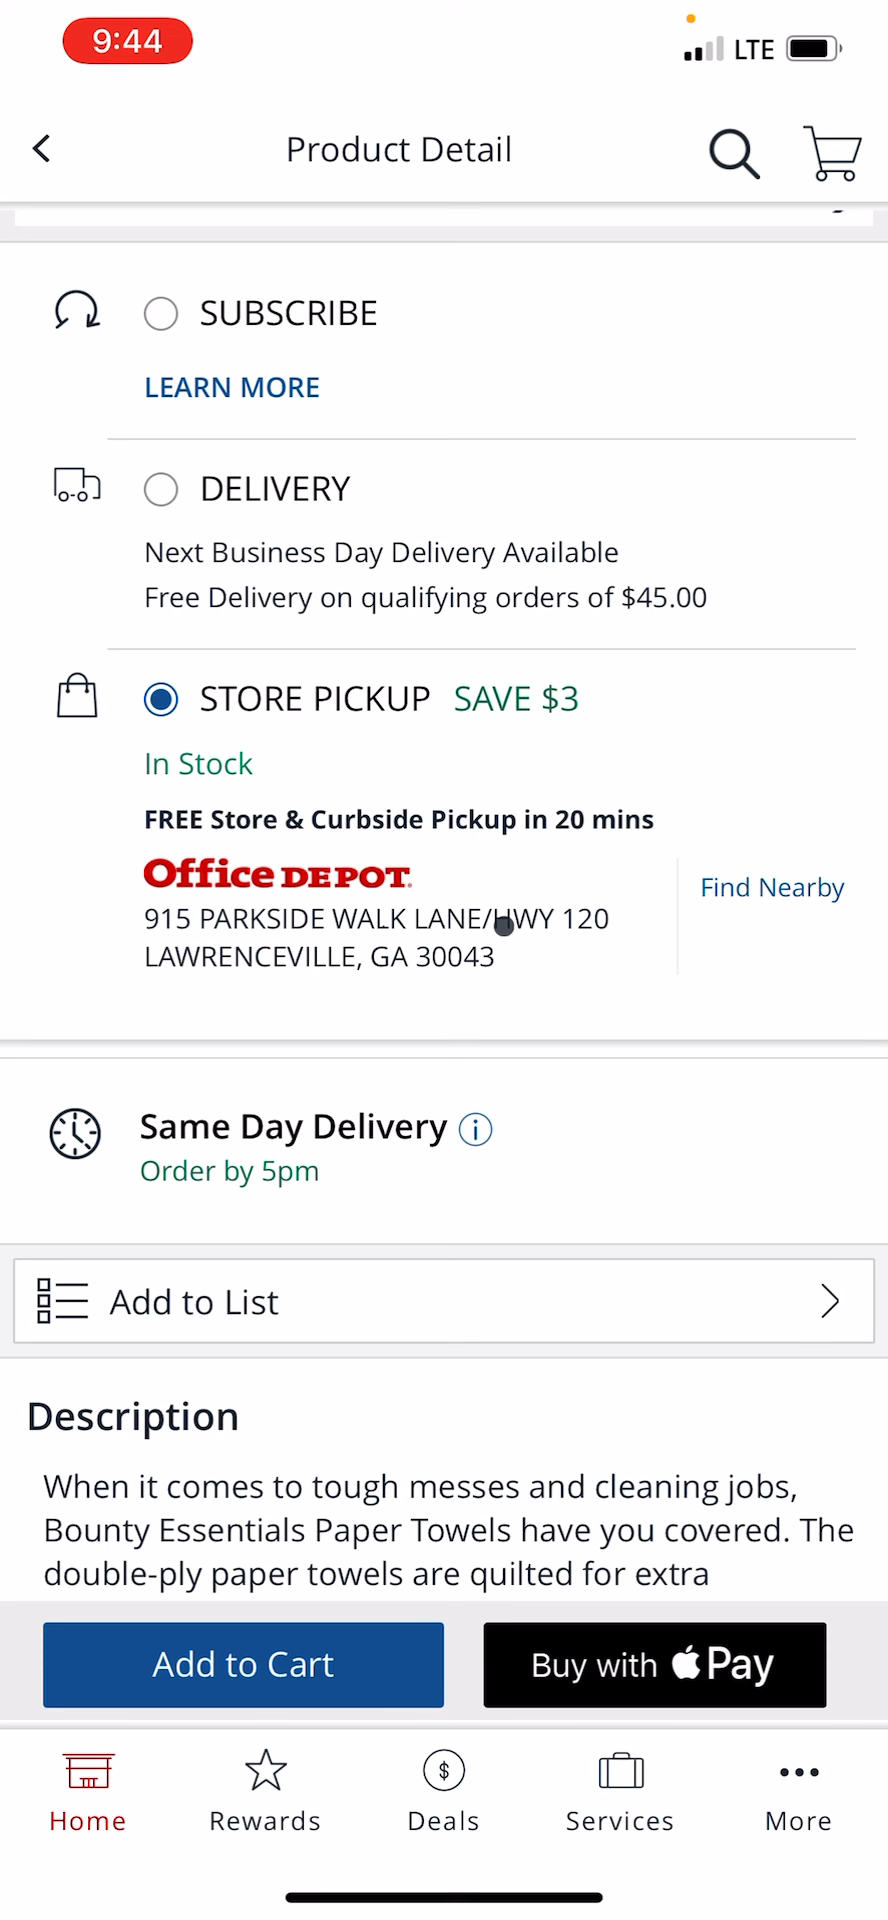 9:44
LTE
Product Detail
SUBSCRIBE
LEARN MORE
DELIVERY
Next Business Day Delivery Available
Free Delivery on qualifying orders of $45.00
STORE PICKUP SAVE $3
In Stock
FREE Store & Curbside Pickup in 20 mins
Office DEPOT.
Find Nearby
915 PARKSIDE WALK LANE/HWY 120
LAWRENCEVILLE, GA 30043
Same Day Delivery
Order by 5pm
Add to List
Description
When it comes to tough messes and cleaning jobs,
Bounty Essentials Paper Towels have you covered. The
double-ply paper towels are quilted for extra
Add to Cart
Buy with Pay
Home Rewards Deals Services More